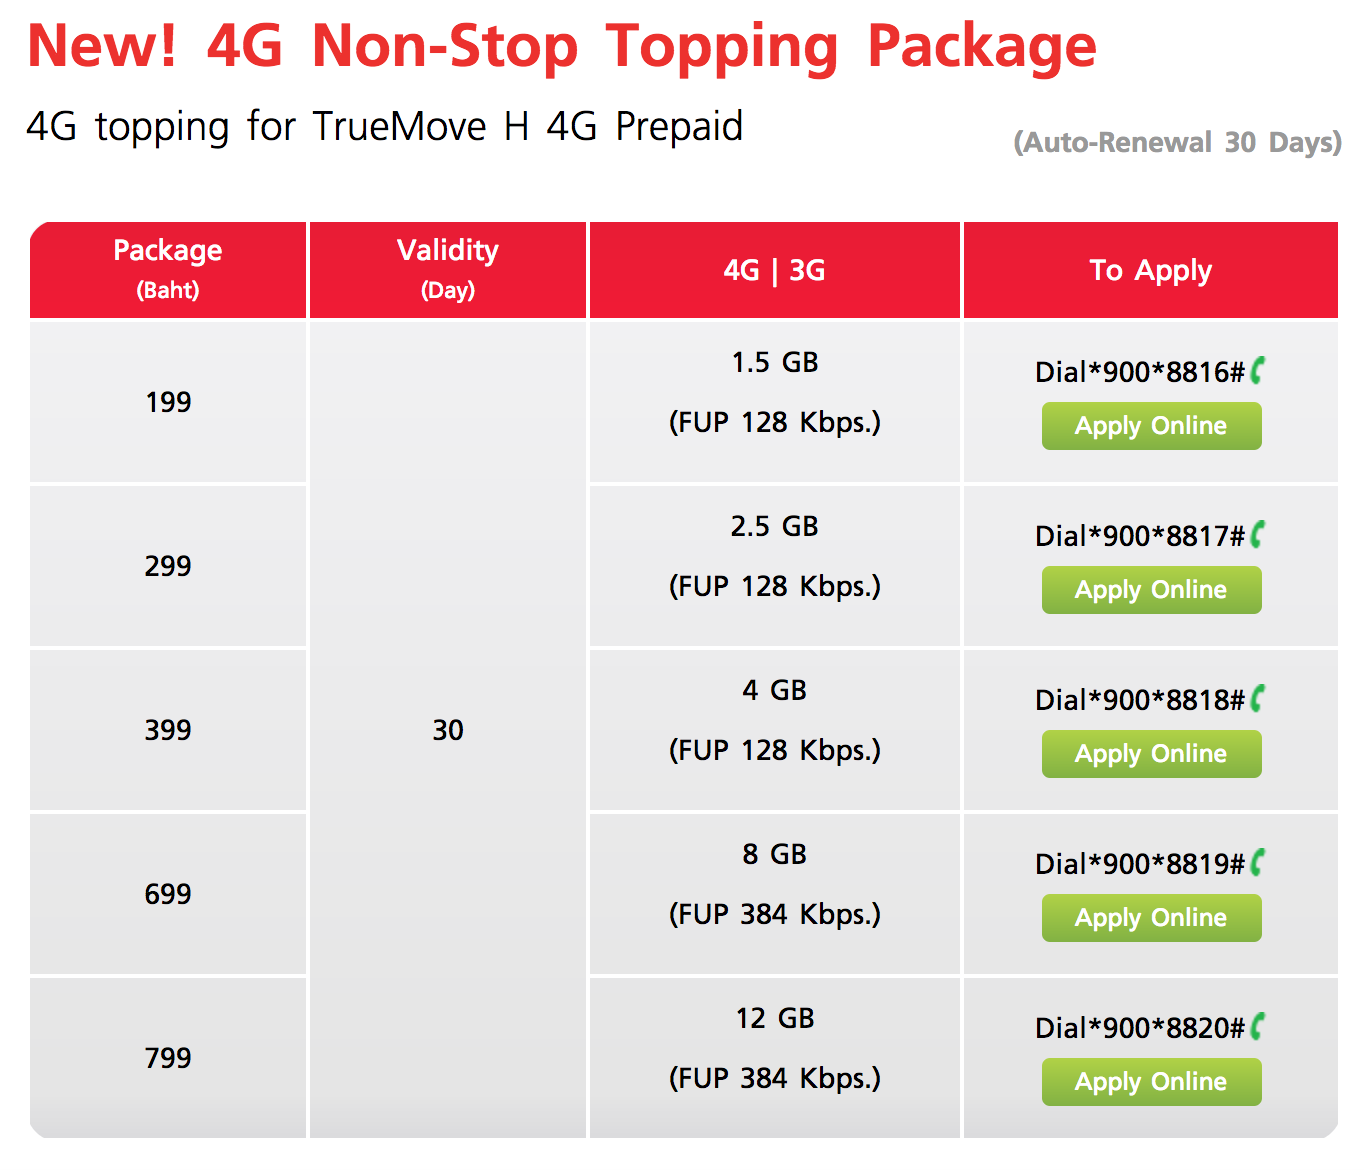 New! 4G Non-Stop Topping Package
4G topping for TrueMove H 4G Prepaid
(Auto-Renewal 30 Days)
Package
(Baht)
Validity
(Day)
4G | 3G
To Apply
199
1.5 GB
(FUP 128 Kbps.)
Dial*900*8816#
Apply Online
299
2.5 GB
(FUP 128 Kbps.)
Dial*900*8817#
Apply Online
399
30
4 GB
(FUP 128 Kbps.)
Dial*900*8818#
Apply Online
699
8 GB
(FUP 384 Kbps.)
Dial*900*8819#
Apply Online
799
12 GB
(FUP 384 Kbps.)
Dial*900*8820#
Apply Online